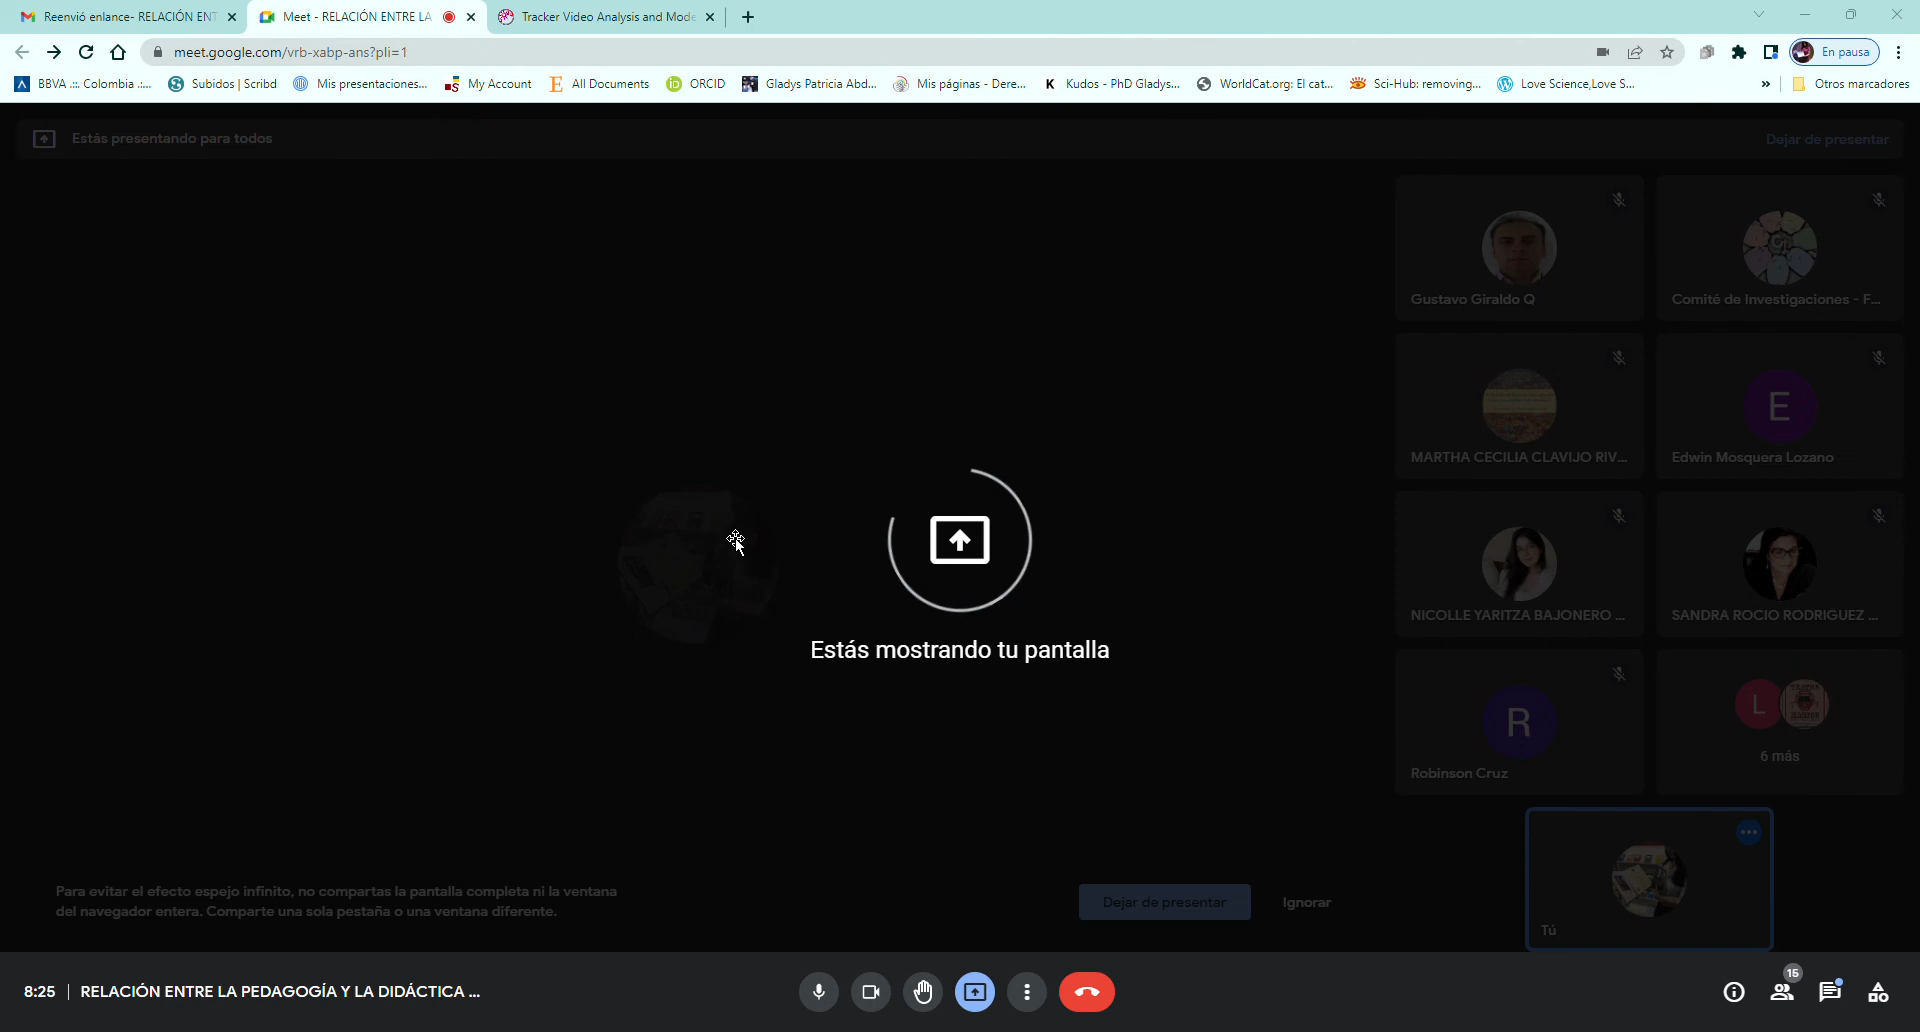 Reenvió enlance- RELACIÓN ENT
Meet - RELACIÓN ENTRE LA
Tracker Video Analysis and Mode
meet.google.com/vrb-xabp-ans?pli=1
En pausa
BBVA .::. Colombia .:...
Subidos | Scribd
Mis presentaciones...
My Account
All Documents
ORCID
Gladys Patricia Abd...
Mis páginas - Dere...
Kudos - PhD Gladys...
WorldCat.org: El cat...
Sci-Hub: removing...
Love Science,Love S...
»
Otros marcadores
Estás presentando para todos
Dejar de presentar
Gustavo Giraldo Q
Comité de Investigaciones - F...
MARTHA CECILIA CLAVIJO RIV...
E
Edwin Mosquera Lozano
NICOLLE YARITZA BAJONERO ...
SANDRA ROCIO RODRIGUEZ ...
Estás mostrando tu pantalla
R
Robinson Cruz
L
6 más
Para evitar el efecto espejo infinito, no compartas la pantalla completa ni la ventana
del navegador entera. Comparte una sola pestaña o una ventana diferente.
Dejar de presentar
Ignorar
Tú
8:25 | RELACIÓN ENTRE LA PEDAGOGÍA Y LA DIDÁCTICA ...
15